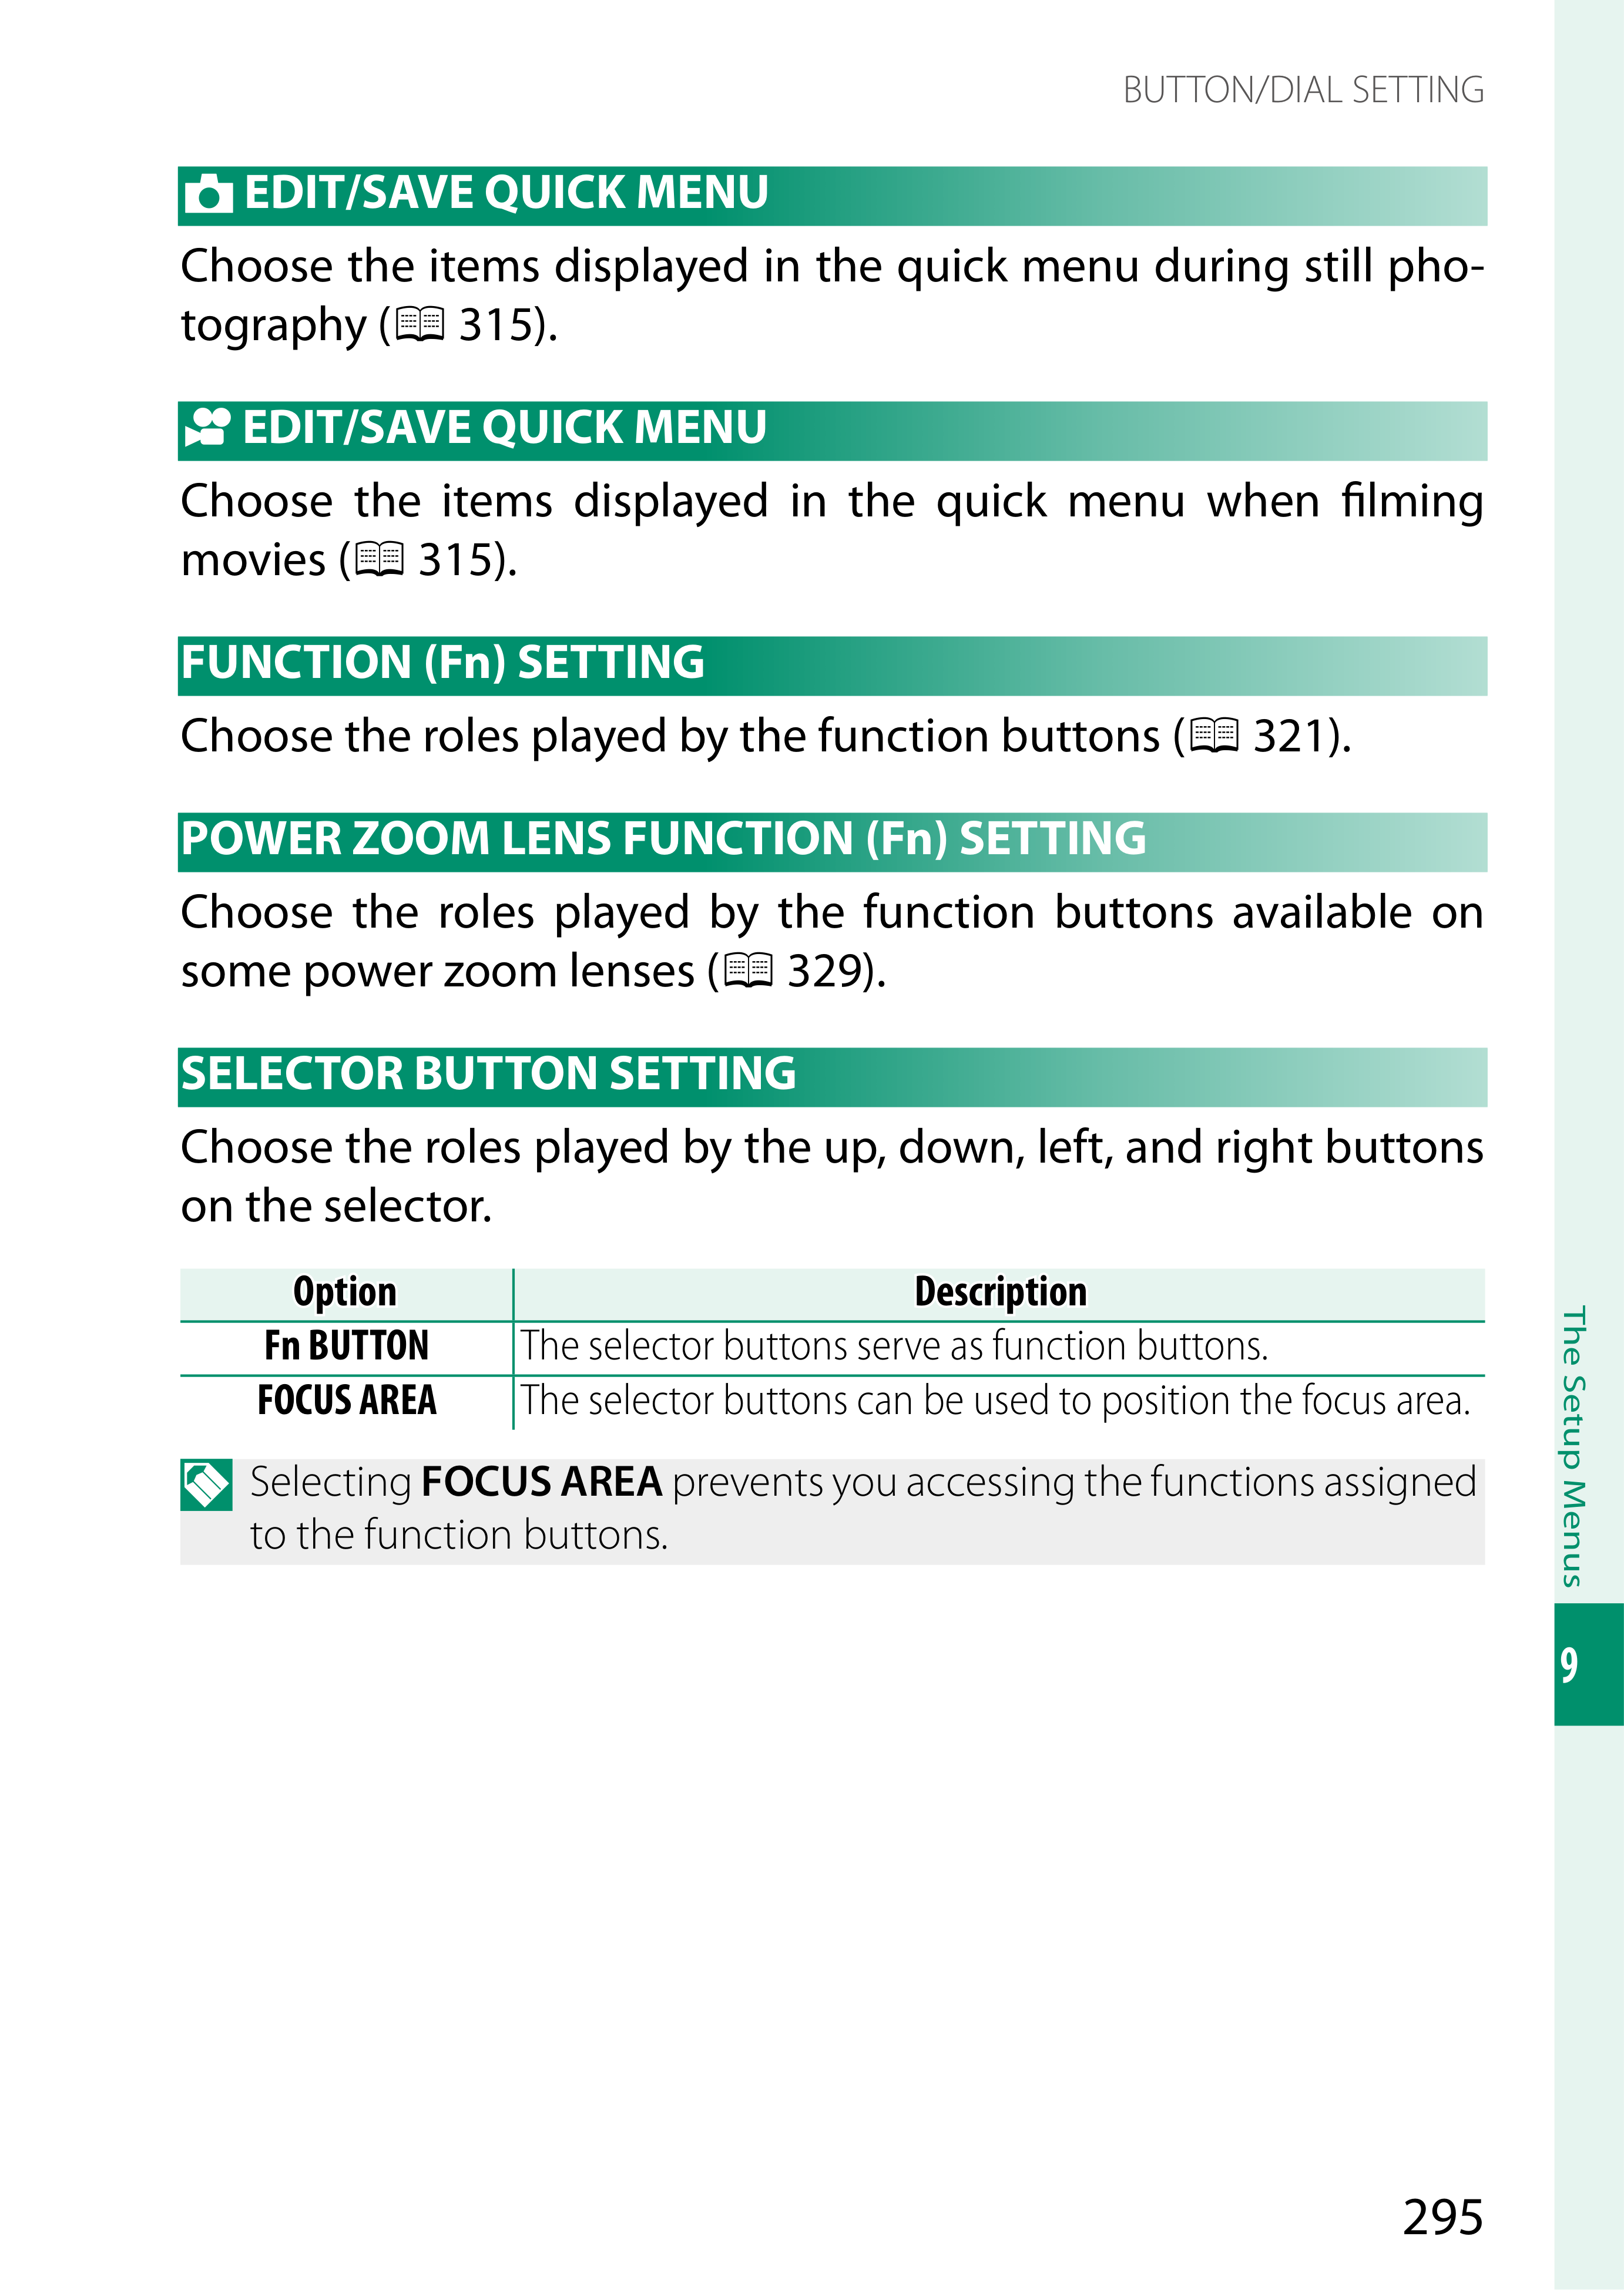 BUTTON/DIAL SETTING
EDIT/SAVE QUICK MENU
Choose the items displayed in the quick menu during still pho-
tography (315).
EDIT/SAVE QUICK MENU
Choose the items displayed in the quick menu when filming
movies (315).
FUNCTION (Fn) SETTING
Choose the roles played by the function buttons (321).
POWER ZOOM LENS FUNCTION (Fn) SETTING
Choose the roles played by the function buttons available on
some power zoom lenses (329).
SELECTOR BUTTON SETTING
Choose the roles played by the up, down, left, and right buttons
on the selector.
Option Description
Fn BUTTON The selector buttons serve as function buttons.
FOCUS AREA The selector buttons can be used to position the focus area.
Selecting FOCUS AREA prevents you accessing the functions assigned
to the function buttons.
The Setup Menus
9
295